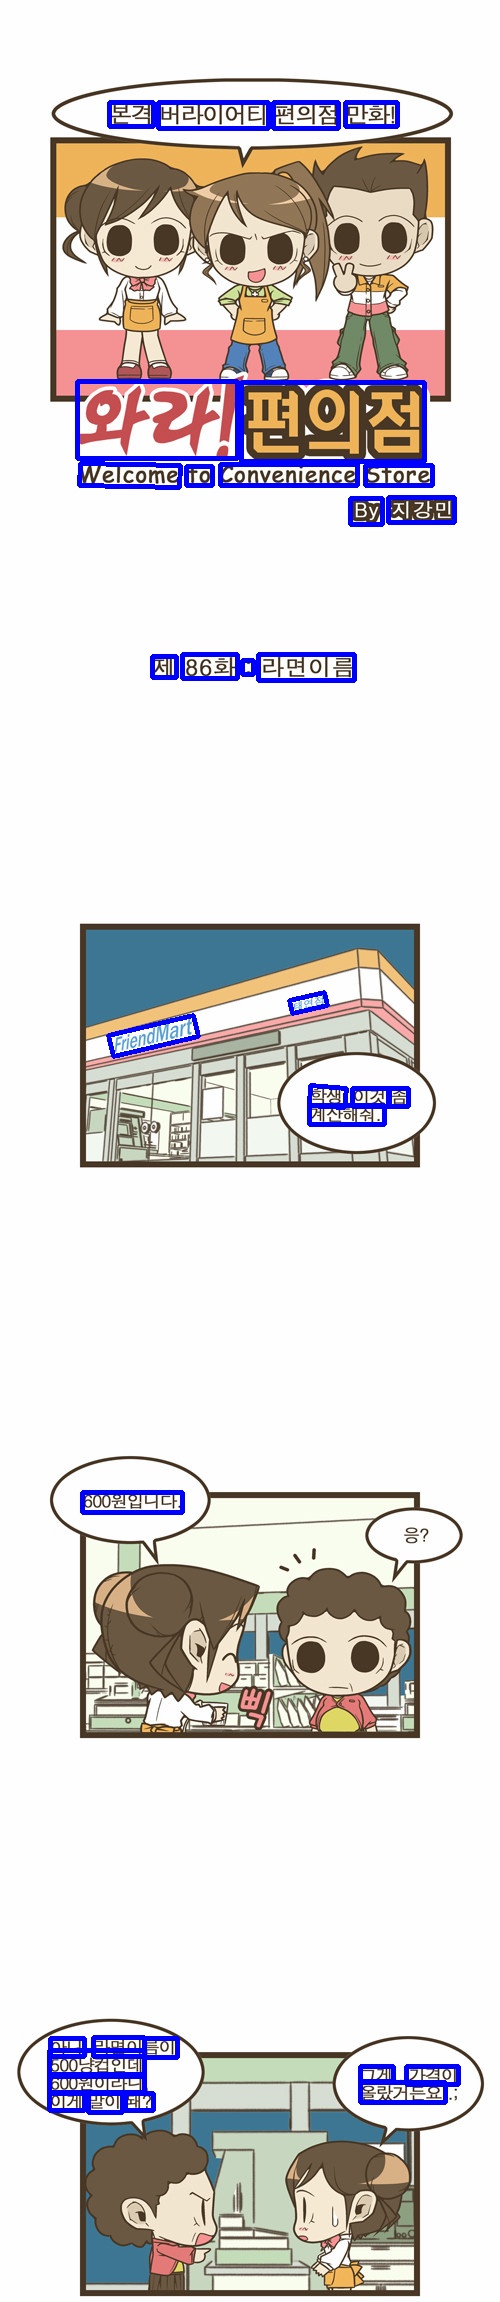 본격 버라이어티 편의점 만화!
와라! 편의점
Welcome to Convenience Store
By 지강민
제 86화 - 라면이름
FriendMart
편의점
학생 이것 좀
계산해줘.
600원입니다.
응?
삑
아니 라면이름이
500냥컵인데
600원이라니
이게 말이 돼?
그게.. 가격이
올랐거든요..;